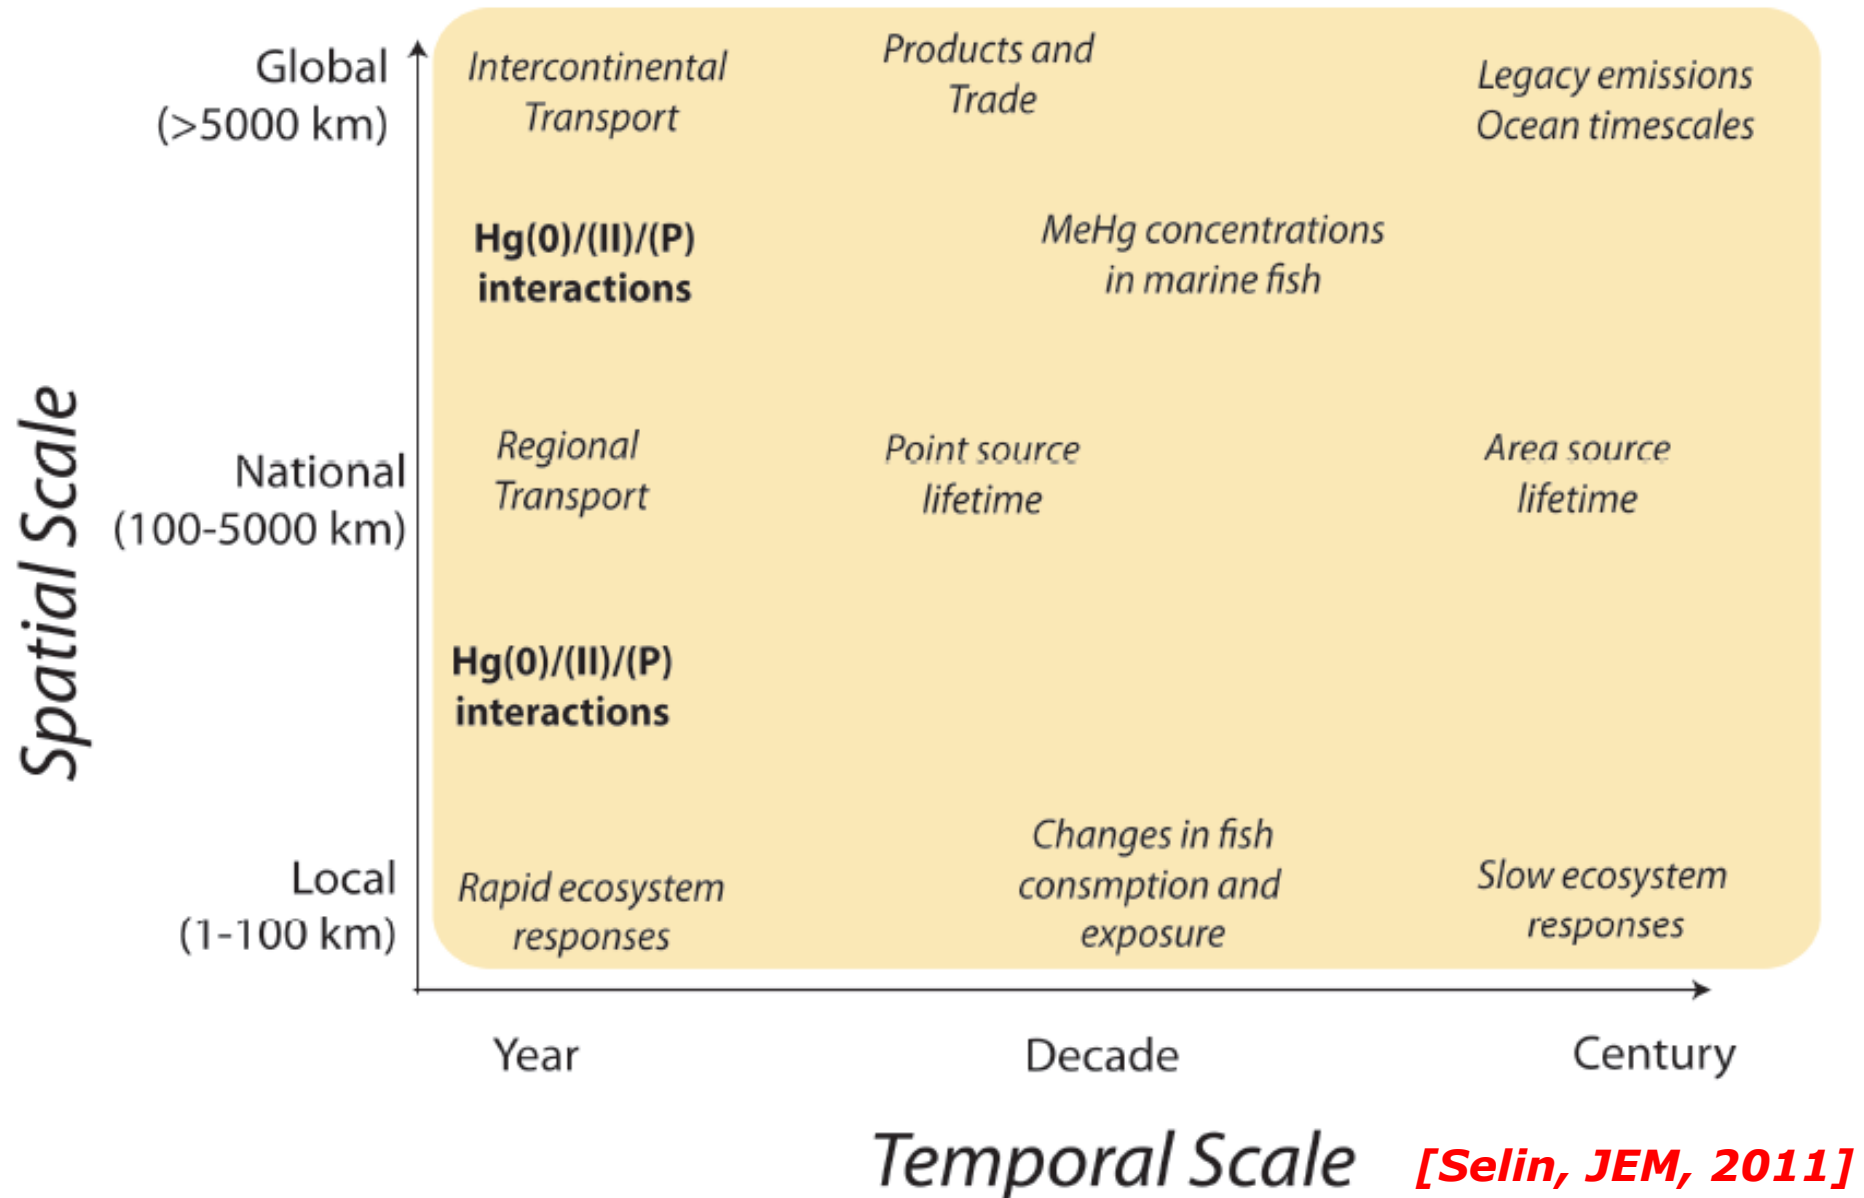 Global
(>5000 km)
Intercontinental
Transport
Products and
Trade
Legacy emissions
Ocean timescales
Hg(0)/(II)/(P)
interactions
MeHg concentrations
in marine fish
Spatial Scale
National
(100-5000 km)
Regional
Transport
Point source
lifetime
Area source
lifetime
Hg(0)/(II)/(P)
interactions
Local
(1-100 km)
Rapid ecosystem
responses
Changes in fish
consmption and
exposure
Slow ecosystem
responses
Year
Decade
Century
Temporal Scale
[Selin, JEM, 2011]